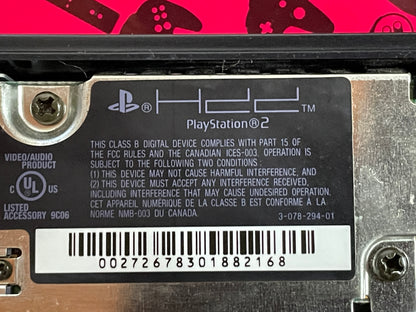 ® Hdd ™
PlayStation®2
THIS CLASS B DIGITAL DEVICE COMPLIES WITH PART 15 OF
THE FCC RULES AND THE CANADIAN ICES-003. OPERATION IS
SUBJECT TO THE FOLLOWING TWO CONDITIONS :
(1) THIS DEVICE MAY NOT CAUSE HARMFUL INTERFERENCE, AND
(2) THIS DEVICE MUST ACCEPT ANY INTERFERENCE RECEIVED,
INCLUDING INTERFERENCE THAT MAY CAUSE UNDESIRED OPERATION.
CET APPAREIL NUMÉRIQUE DE LA CLASSE B EST CONFORME À LA
NORME NMB-003 DU CANADA.
3-078-294-01
VIDEO/AUDIO
PRODUCT
C UL ® US
LISTED
ACCESSORY 9C06
00272678301882168